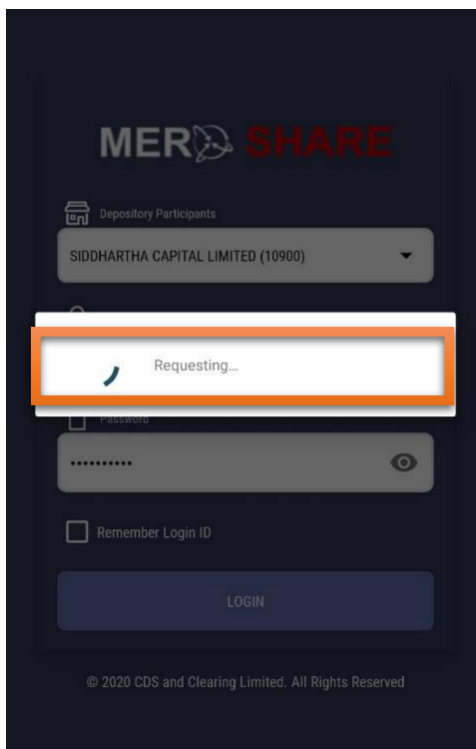 MERO SHARE
Depository Participants
SIDDHARTHA CAPITAL LIMITED (10900)
Requesting...
Password
••••••••••
Remember Login ID
LOGIN
© 2020 CDS and Clearing Limited. All Rights Reserved